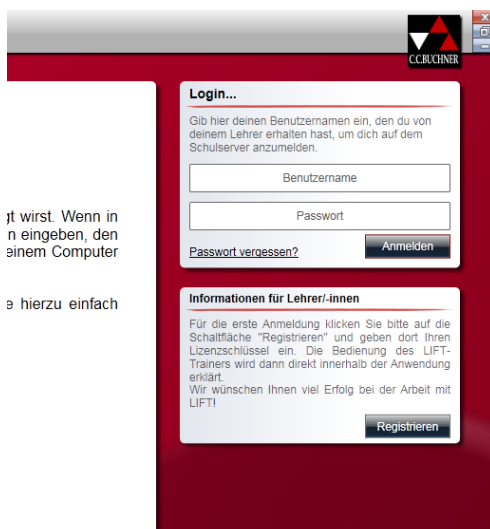 C.C.BUCHNER
Login...
Gib hier deinen Benutzernamen ein, den du von
deinem Lehrer erhalten hast, um dich auf dem
Schulserver anzumelden.
Benutzername
Passwort
Passwort vergessen?
Anmelden
gt wirst. Wenn in
n eingeben, den
einem Computer
e hierzu einfach
Informationen für Lehrer/-innen
Für die erste Anmeldung klicken Sie bitte auf die
Schaltfläche "Registrieren" und geben dort Ihren
Lizenzschlüssel ein. Die Bedienung des LIFT-
Trainers wird dann direkt innerhalb der Anwendung
erklärt.
Wir wünschen Ihnen viel Erfolg bei der Arbeit mit
LIFT!
Registrieren